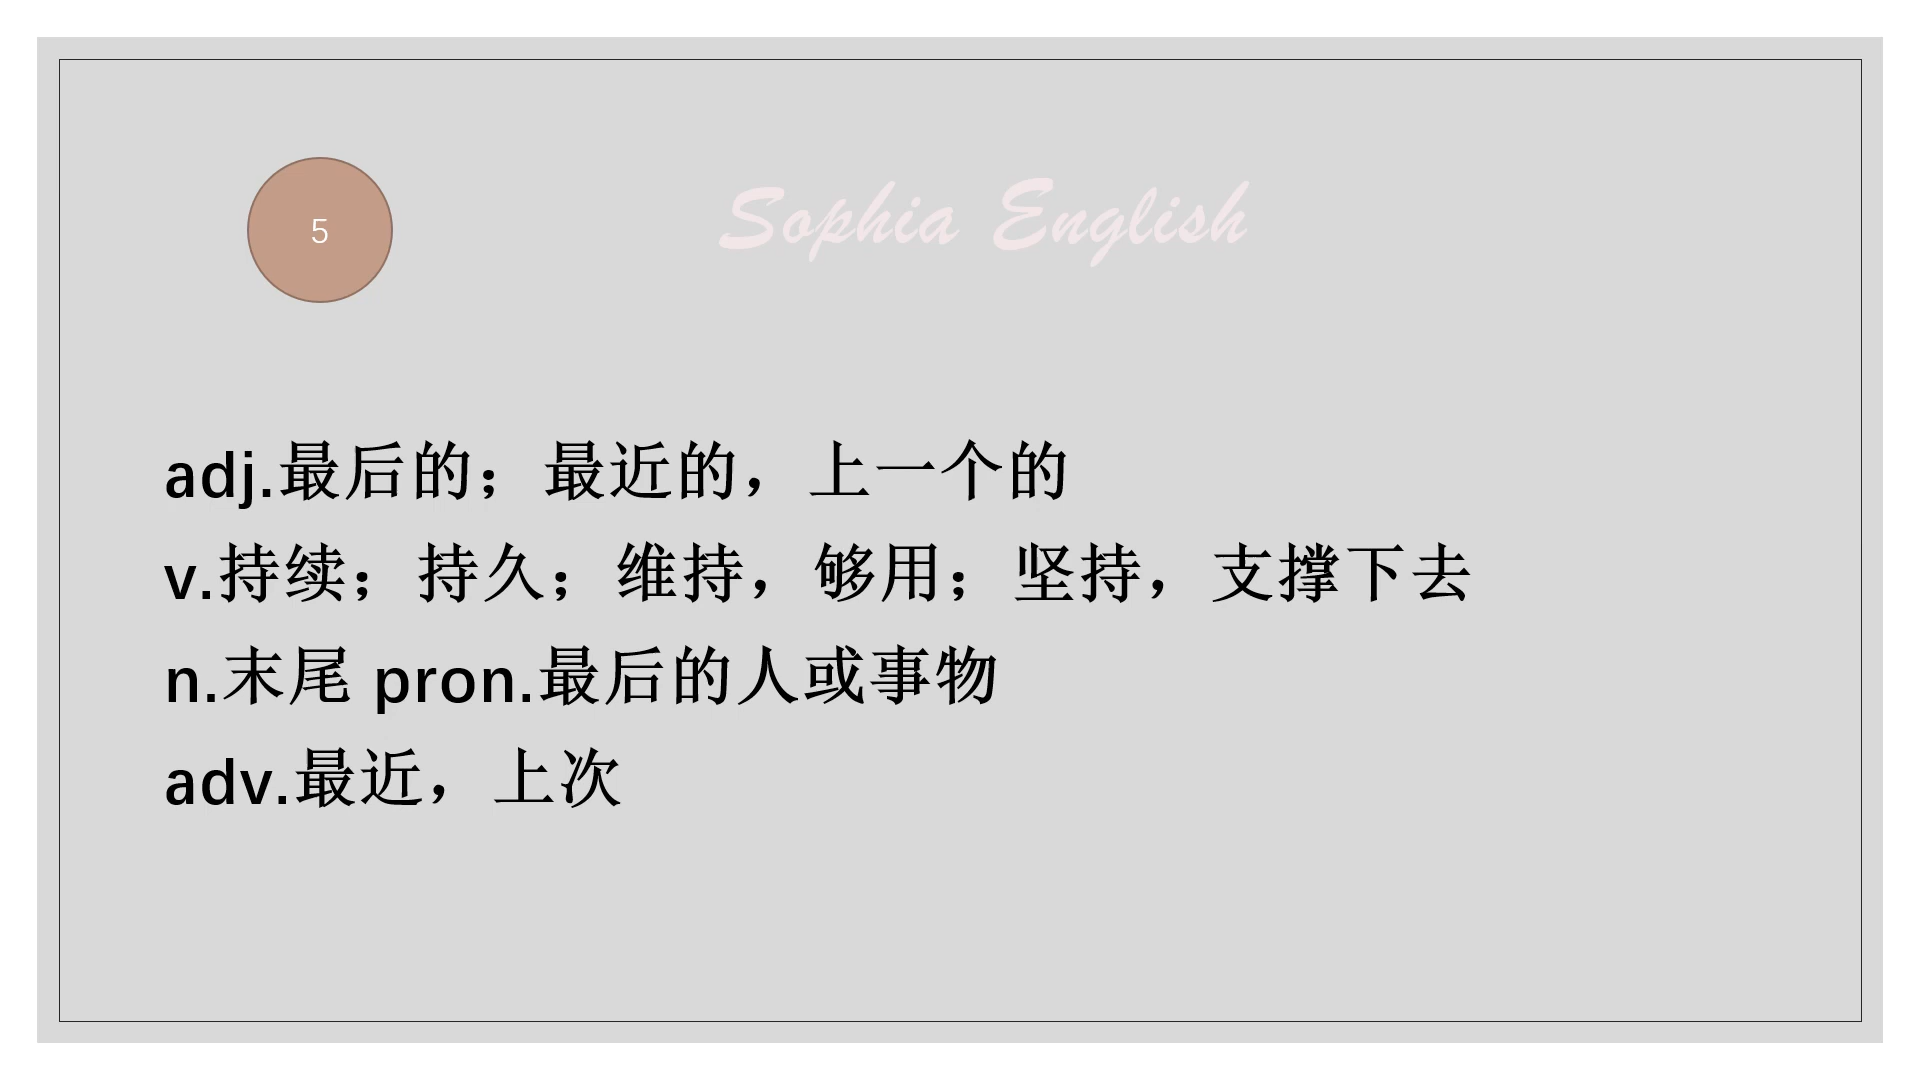 5
Sophia English
adj.最后的；最近的，上一个的
v.持续；持久；维持，够用；坚持，支撑下去
n.末尾 pron.最后的人或事物
adv.最近，上次